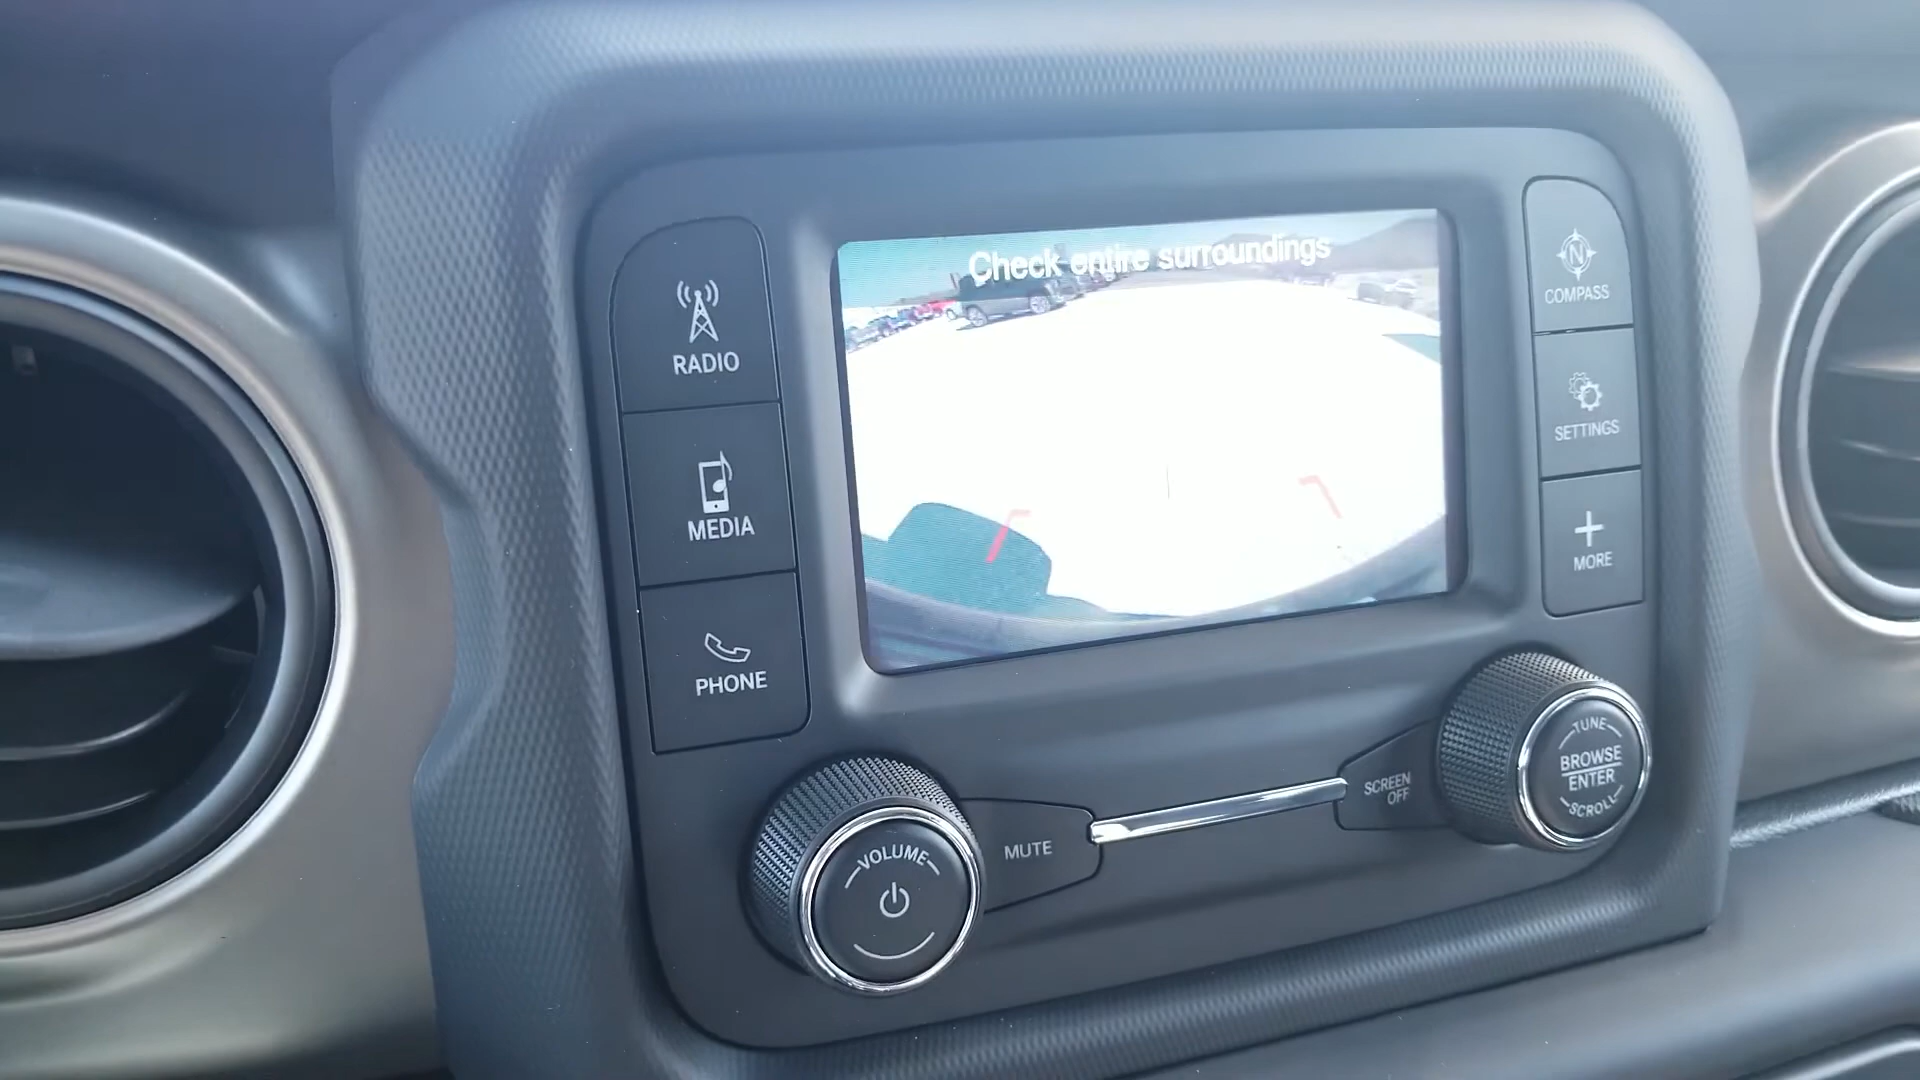 Check entire surroundings
RADIO
MEDIA
PHONE
N
COMPASS
SETTINGS
MORE
VOLUME
MUTE
SCREEN
OFF
TUNE
BROWSE
ENTER
SCROLL